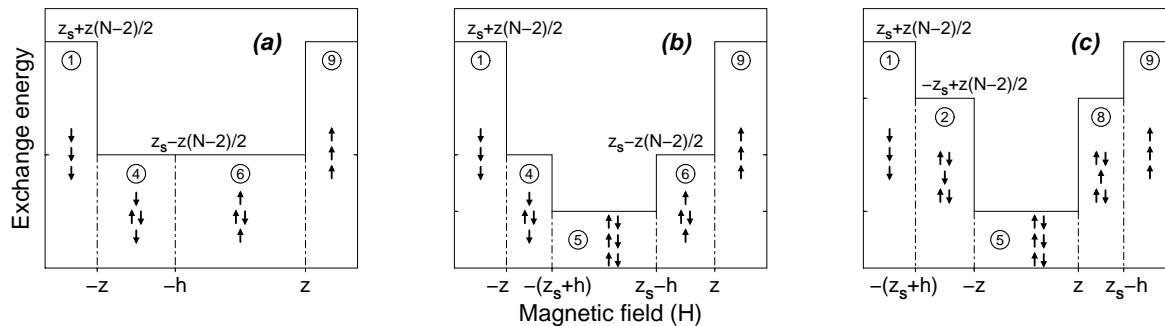 z_s+z(N−2)/2
(a)
① ⑨
z_s−z(N−2)/2
④ ⑥
−z −h z
z_s+z(N−2)/2
(b)
① ⑨
z_s−z(N−2)/2
④ ⑥
⑤
−z −(z_s+h) z_s−h z
z_s+z(N−2)/2
(c)
① ⑨
−z_s+z(N−2)/2
② ⑧
⑤
−(z_s+h) −z z z_s−h
Exchange energy
Magnetic field (H)